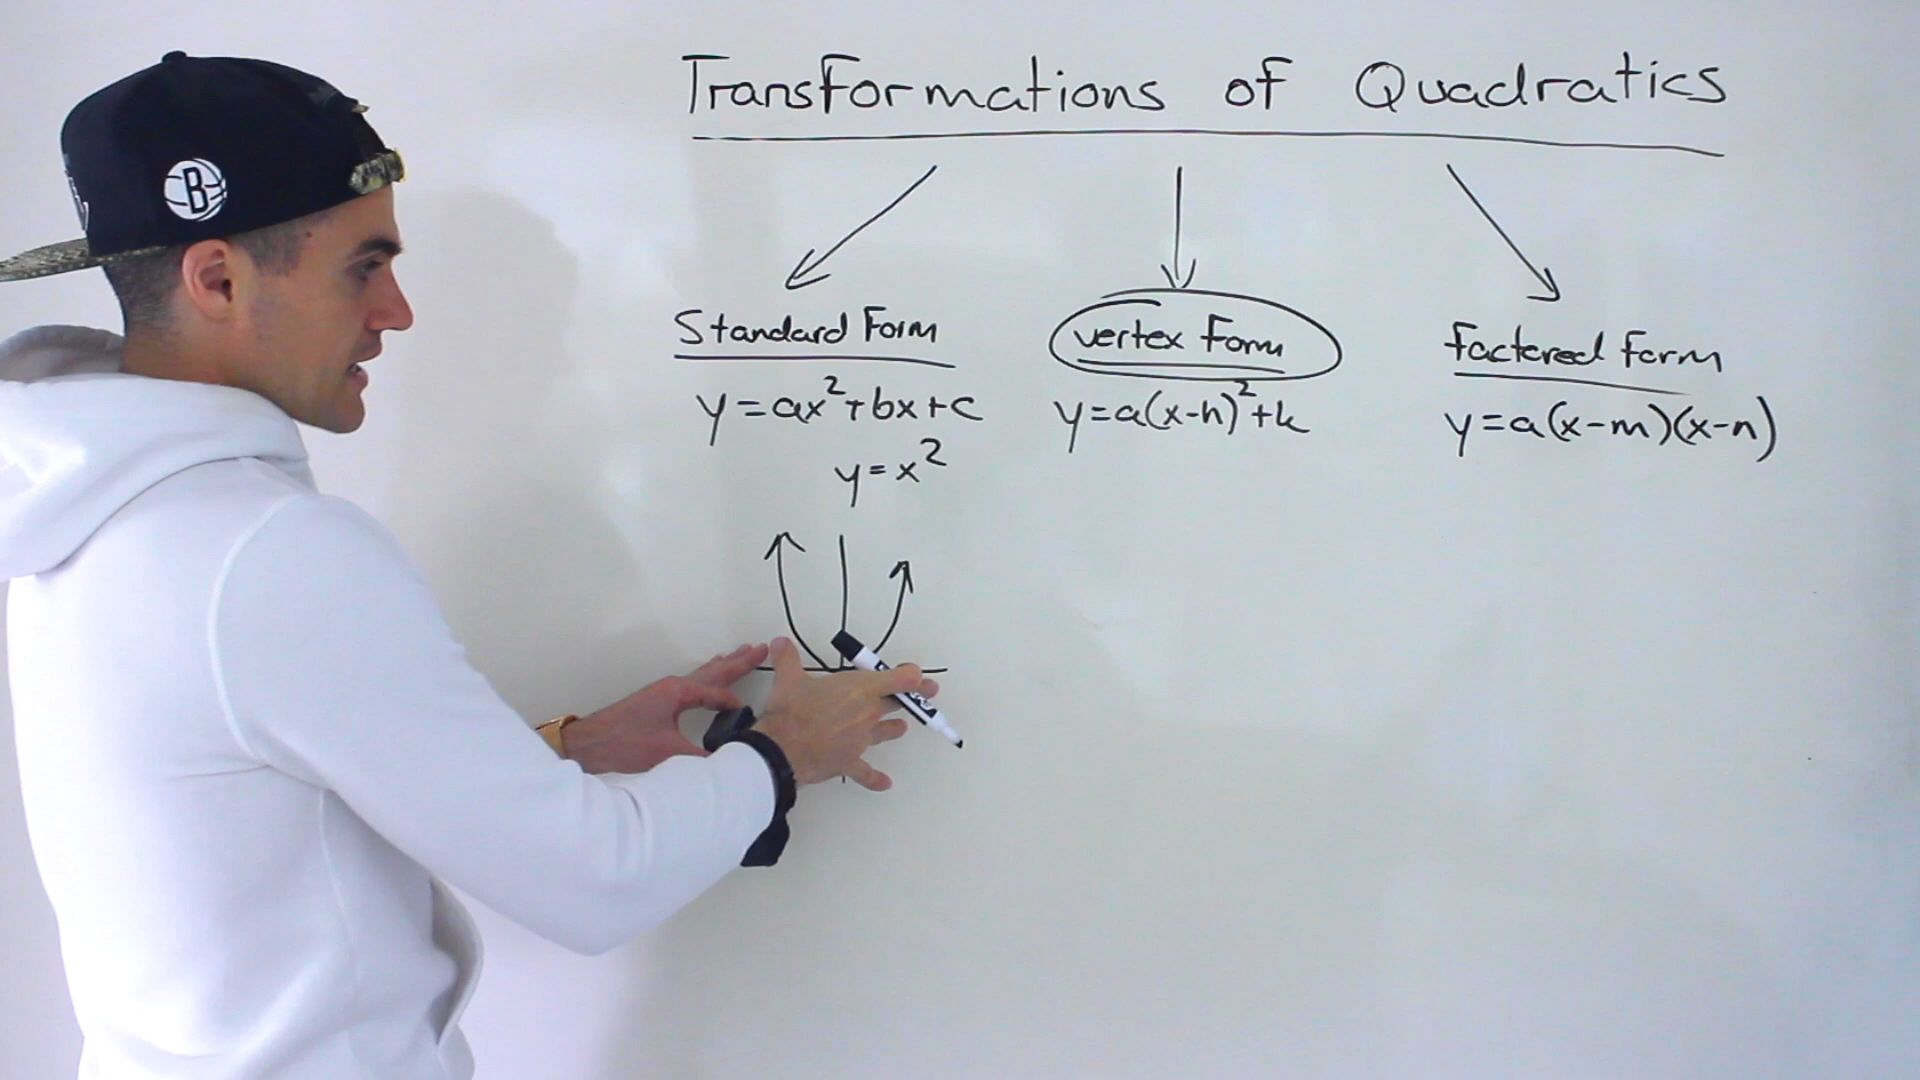 B
Transformations of Quadratics
Standard Form
vertex Form
factored form
y=ax²+bx+c
y=a(x-h)²+k
y=a(x-m)(x-n)
y=x²